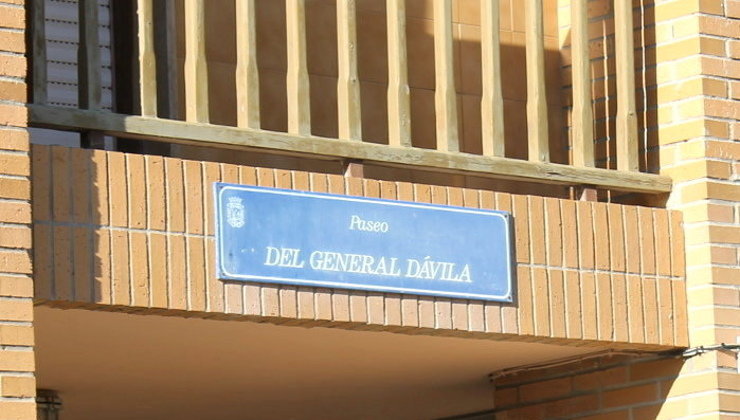 Paseo
DEL GENERAL DÁVILA